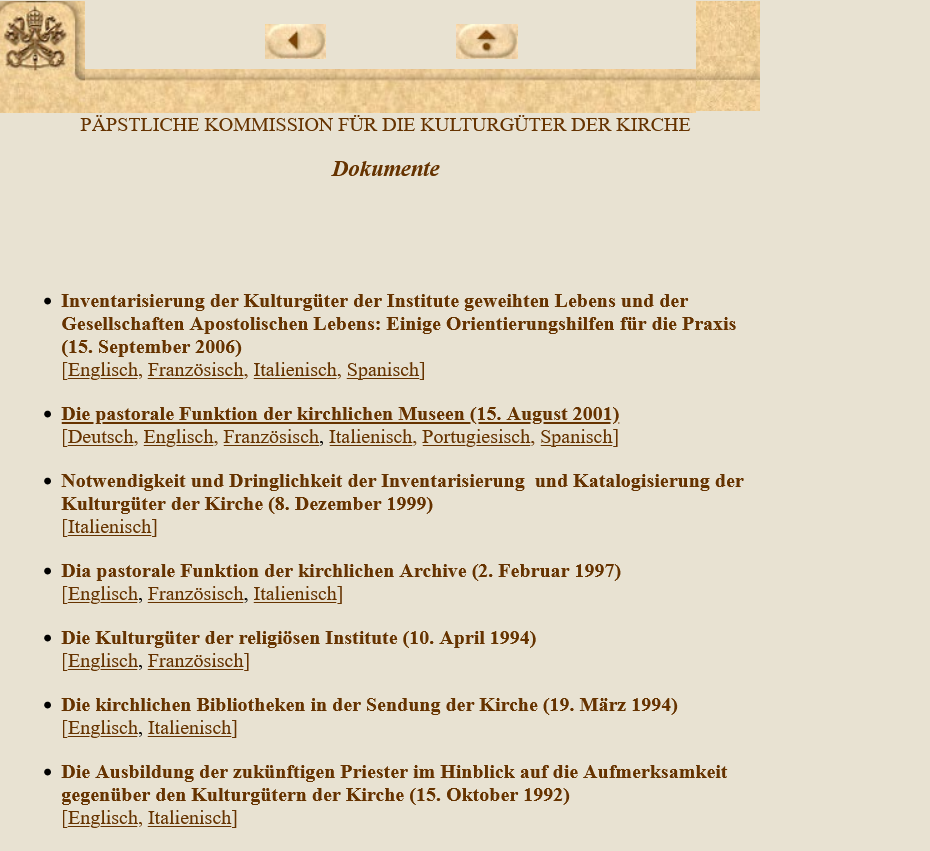 PÄPSTLICHE KOMMISSION FÜR DIE KULTURGÜTER DER KIRCHE
Dokumente
Inventarisierung der Kulturgüter der Institute geweihten Lebens und der
Gesellschaften Apostolischen Lebens: Einige Orientierungshilfen für die Praxis
(15. September 2006)
[Englisch, Französisch, Italienisch, Spanisch]
Die pastorale Funktion der kirchlichen Museen (15. August 2001)
[Deutsch, Englisch, Französisch, Italienisch, Portugiesisch, Spanisch]
Notwendigkeit und Dringlichkeit der Inventarisierung  und Katalogisierung der
Kulturgüter der Kirche (8. Dezember 1999)
[Italienisch]
Dia pastorale Funktion der kirchlichen Archive (2. Februar 1997)
[Englisch, Französisch, Italienisch]
Die Kulturgüter der religiösen Institute (10. April 1994)
[Englisch, Französisch]
Die kirchlichen Bibliotheken in der Sendung der Kirche (19. März 1994)
[Englisch, Italienisch]
Die Ausbildung der zukünftigen Priester im Hinblick auf die Aufmerksamkeit
gegenüber den Kulturgütern der Kirche (15. Oktober 1992)
[Englisch, Italienisch]